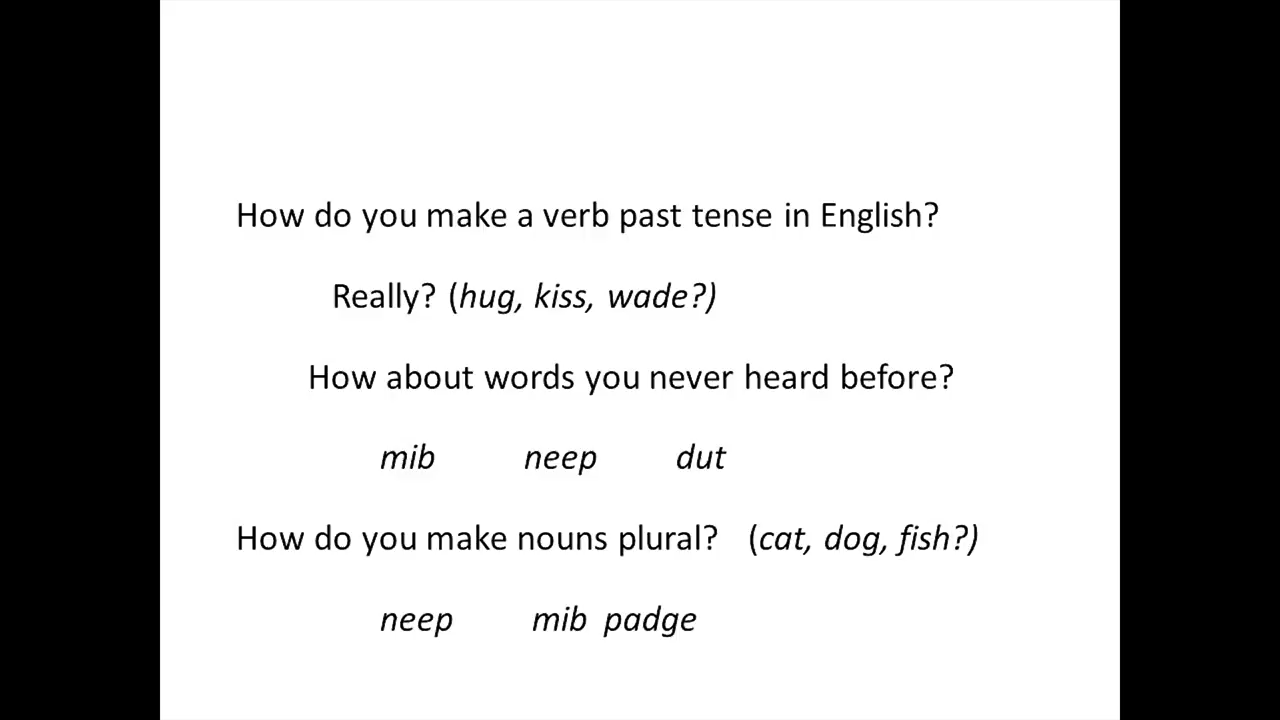 How do you make a verb past tense in English?
Really? (hug, kiss, wade?)
How about words you never heard before?
mib neep dut
How do you make nouns plural? (cat, dog, fish?)
neep mib padge